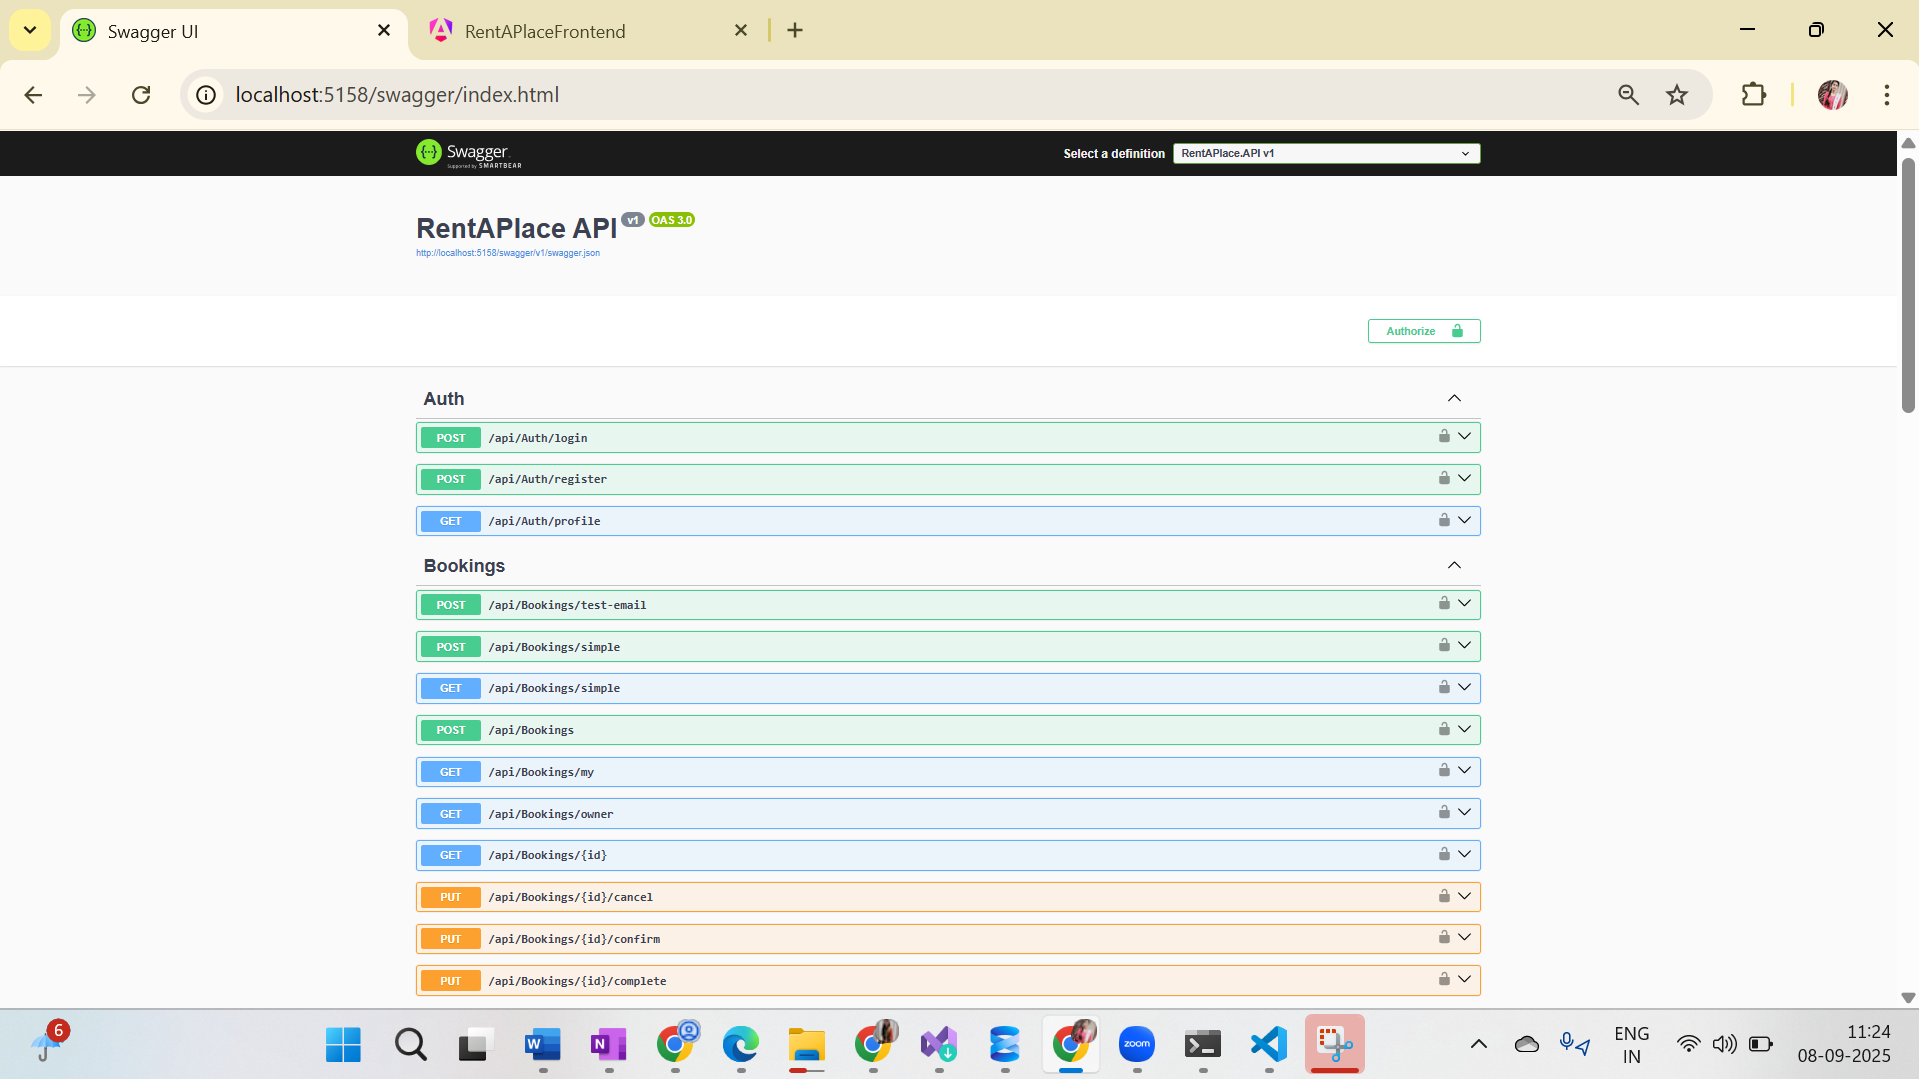 Swagger UI
RentAPlaceFrontend
localhost:5158/swagger/index.html
Swagger
Supported by SMARTBEAR
Select a definition
RentAPlace.API v1
RentAPlace API
v1
OAS 3.0
http://localhost:5158/swagger/v1/swagger.json
Authorize
Auth
POST /api/Auth/login
POST /api/Auth/register
GET /api/Auth/profile
Bookings
POST /api/Bookings/test-email
POST /api/Bookings/simple
GET /api/Bookings/simple
POST /api/Bookings
GET /api/Bookings/my
GET /api/Bookings/owner
GET /api/Bookings/{id}
PUT /api/Bookings/{id}/cancel
PUT /api/Bookings/{id}/confirm
PUT /api/Bookings/{id}/complete
6
W
N
zoom
ENG
IN
11:24
08-09-2025